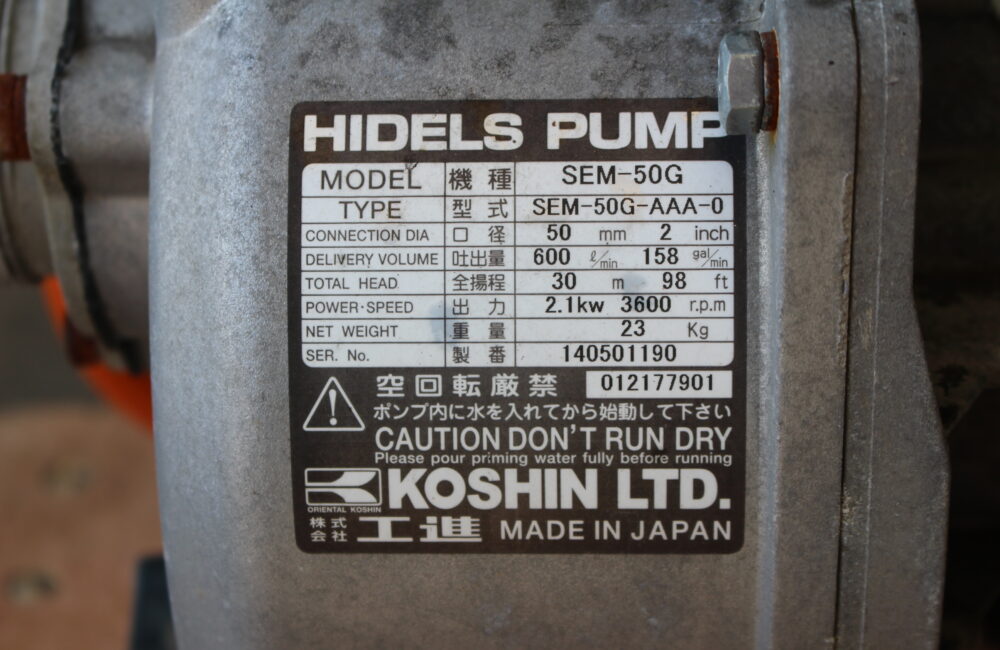 HIDELS PUMP
MODEL 機種 SEM-50G
TYPE 型式 SEM-50G-AAA-0
CONNECTION DIA 口径 50 mm 2 inch
DELIVERY VOLUME 吐出量 600 ℓ/min 158 gal/min
TOTAL HEAD 全揚程 30 m 98 ft
POWER·SPEED 出力 2.1kw 3600 r.p.m
NET WEIGHT 重量 23 Kg
SER. No. 製番 140501190
空回転厳禁 012177901
ポンプ内に水を入れてから始動して下さい
CAUTION DON'T RUN DRY
Please pour priming water fully before running
KOSHIN LTD.
ORIENTAL KOSHIN
株式会社 工進 MADE IN JAPAN